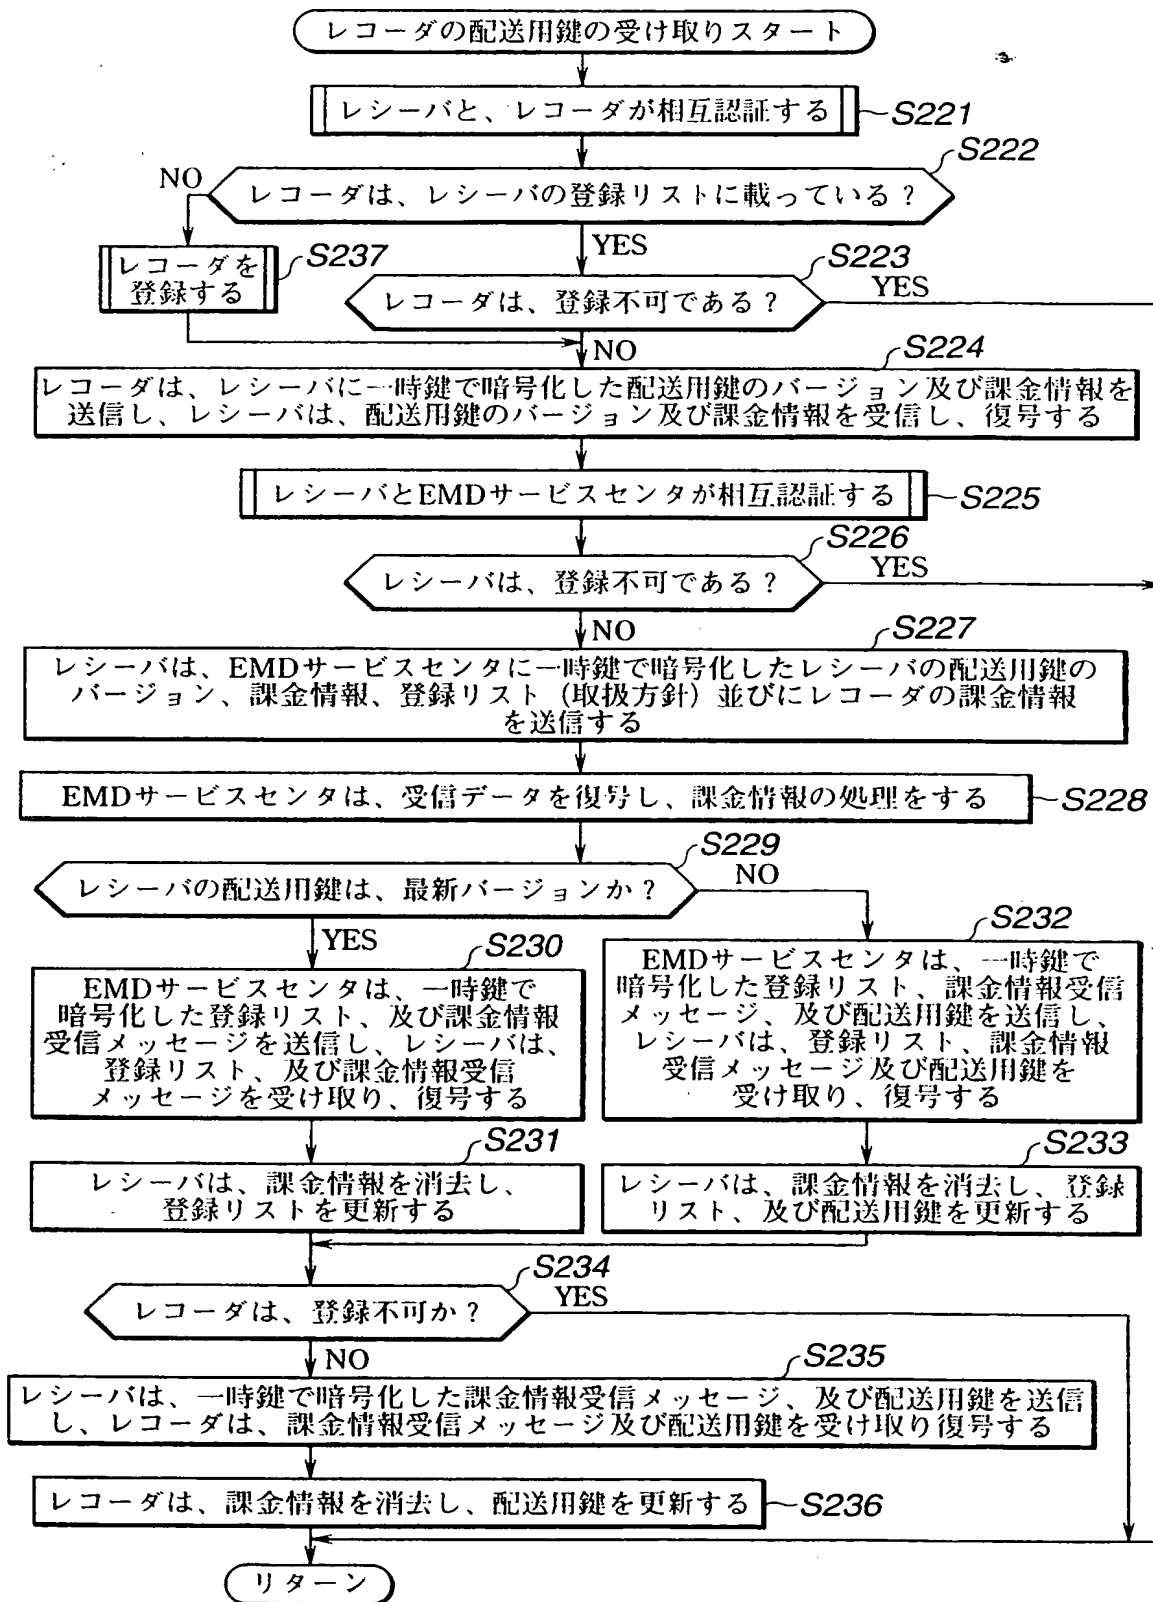 レコーダの配送用鍵の受け取りスタート
レシーバと、レコーダが相互認証する
S221
S222
NO
レコーダは、レシーバの登録リストに載っている?
YES
S237
レコーダを
登録する
S223
レコーダは、登録不可である?
YES
NO
S224
レコーダは、レシーバに一時鍵で暗号化した配送用鍵のバージョン及び課金情報を
送信し、レシーバは、配送用鍵のバージョン及び課金情報を受信し、復号する
レシーバとEMDサービスセンタが相互認証する
S225
S226
レシーバは、登録不可である?
YES
NO
S227
レシーバは、EMDサービスセンタに一時鍵で暗号化したレシーバの配送用鍵の
バージョン、課金情報、登録リスト(取扱方針)並びにレコーダの課金情報
を送信する
EMDサービスセンタは、受信データを復号し、課金情報の処理をする
S228
S229
レシーバの配送用鍵は、最新バージョンか?
NO
YES
S230
EMDサービスセンタは、一時鍵で
暗号化した登録リスト、及び課金情報
受信メッセージを送信し、レシーバは、
登録リスト、及び課金情報受信
メッセージを受け取り、復号する
S232
EMDサービスセンタは、一時鍵で
暗号化した登録リスト、課金情報受信
メッセージ、及び配送用鍵を送信し、
レシーバは、登録リスト、課金情報
受信メッセージ及び配送用鍵を
受け取り、復号する
S231
レシーバは、課金情報を消去し、
登録リストを更新する
S233
レシーバは、課金情報を消去し、登録
リスト、及び配送用鍵を更新する
S234
レコーダは、登録不可か?
YES
NO
S235
レシーバは、一時鍵で暗号化した課金情報受信メッセージ、及び配送用鍵を送信
し、レコーダは、課金情報受信メッセージ及び配送用鍵を受け取り復号する
レコーダは、課金情報を消去し、配送用鍵を更新する
S236
リターン